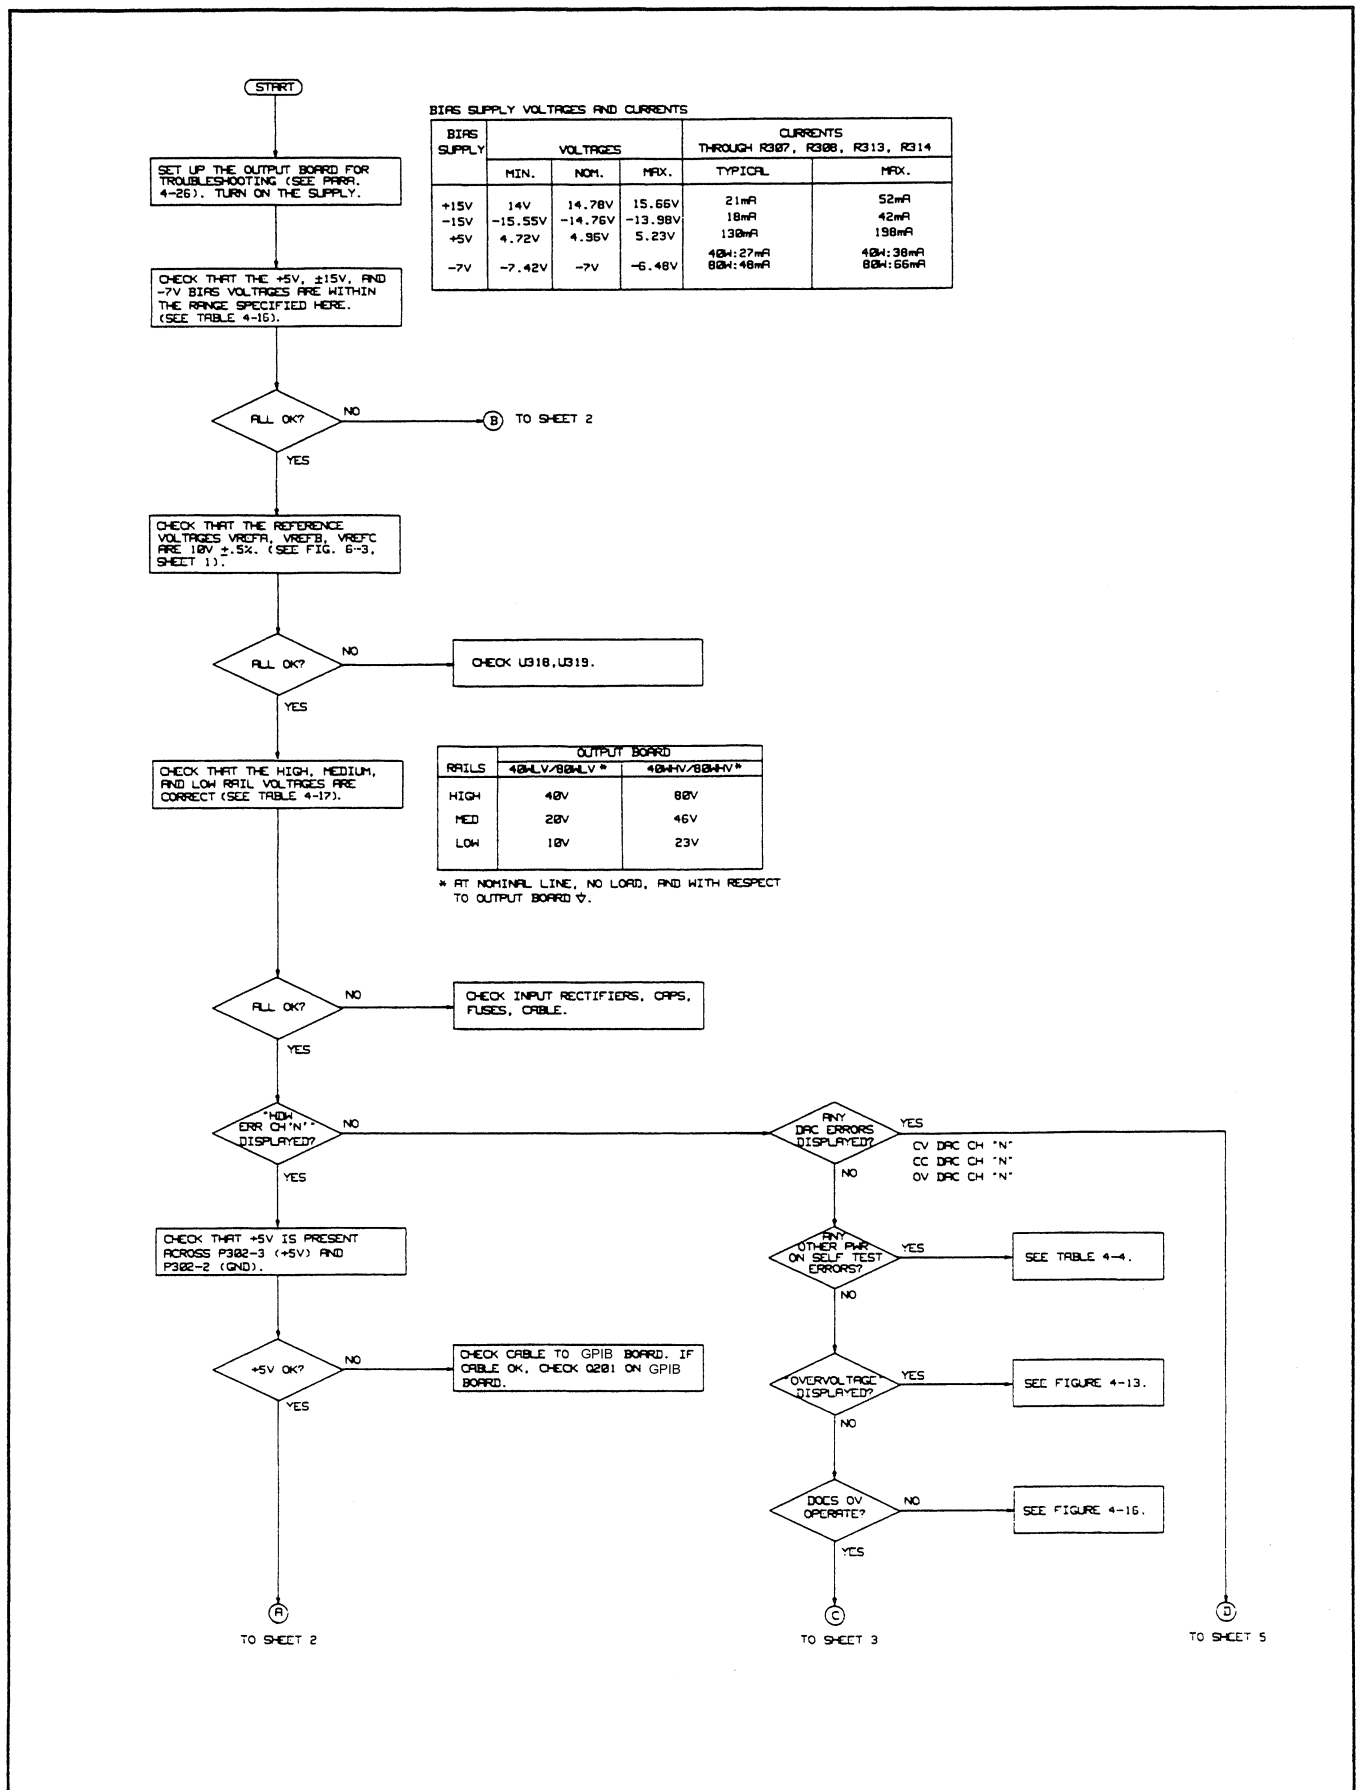 START
SET UP THE OUTPUT BOARD FOR
TROUBLESHOOTING (SEE PARA.
4-26). TURN ON THE SUPPLY.
BIAS SUPPLY VOLTAGES AND CURRENTS
BIAS SUPPLY VOLTAGES CURRENTS THROUGH R307, R308, R313, R314
MIN. NOM. MAX. TYPICAL MAX.
+15V 14V 14.78V 15.66V 21mA 52mA
-15V -15.55V -14.76V -13.98V 18mA 42mA
+5V 4.72V 4.96V 5.23V 130mA 198mA
-7V -7.42V -7V -6.48V 40W:27mA 40W:38mA
80W:48mA 80W:66mA
CHECK THAT THE +5V, ±15V, AND
-7V BIAS VOLTAGES ARE WITHIN
THE RANGE SPECIFIED HERE.
(SEE TABLE 4-16).
ALL OK?
NO
B TO SHEET 2
YES
CHECK THAT THE REFERENCE
VOLTAGES VREFA, VREFB, VREFC
ARE 10V ±.5%. (SEE FIG. 6-3,
SHEET 1).
ALL OK?
NO
CHECK U318,U319.
YES
CHECK THAT THE HIGH, MEDIUM,
AND LOW RAIL VOLTAGES ARE
CORRECT (SEE TABLE 4-17).
OUTPUT BOARD
RAILS 40WLV/80WLV * 40WHV/80WHV *
HIGH 40V 80V
MED 20V 46V
LOW 10V 23V
* AT NOMINAL LINE, NO LOAD, AND WITH RESPECT
TO OUTPUT BOARD ⏚.
ALL OK?
NO
CHECK INPUT RECTIFIERS, CAPS,
FUSES, CABLE.
YES
"HDW
ERR CH'N'"
DISPLAYED?
NO
YES
CHECK THAT +5V IS PRESENT
ACROSS P302-3 (+5V) AND
P302-2 (GND).
+5V OK?
NO
CHECK CABLE TO GPIB BOARD. IF
CABLE OK, CHECK Q201 ON GPIB
BOARD.
YES
A
TO SHEET 2
ANY
DAC ERRORS
DISPLAYED?
YES
CV DAC CH "N"
CC DAC CH "N"
OV DAC CH "N"
NO
ANY
OTHER PWR
ON SELF TEST
ERRORS?
YES
SEE TABLE 4-4.
NO
"OVERVOLTAGE"
DISPLAYED?
YES
SEE FIGURE 4-13.
NO
DOES OV
OPERATE?
NO
SEE FIGURE 4-16.
YES
C
TO SHEET 3
D
TO SHEET 5